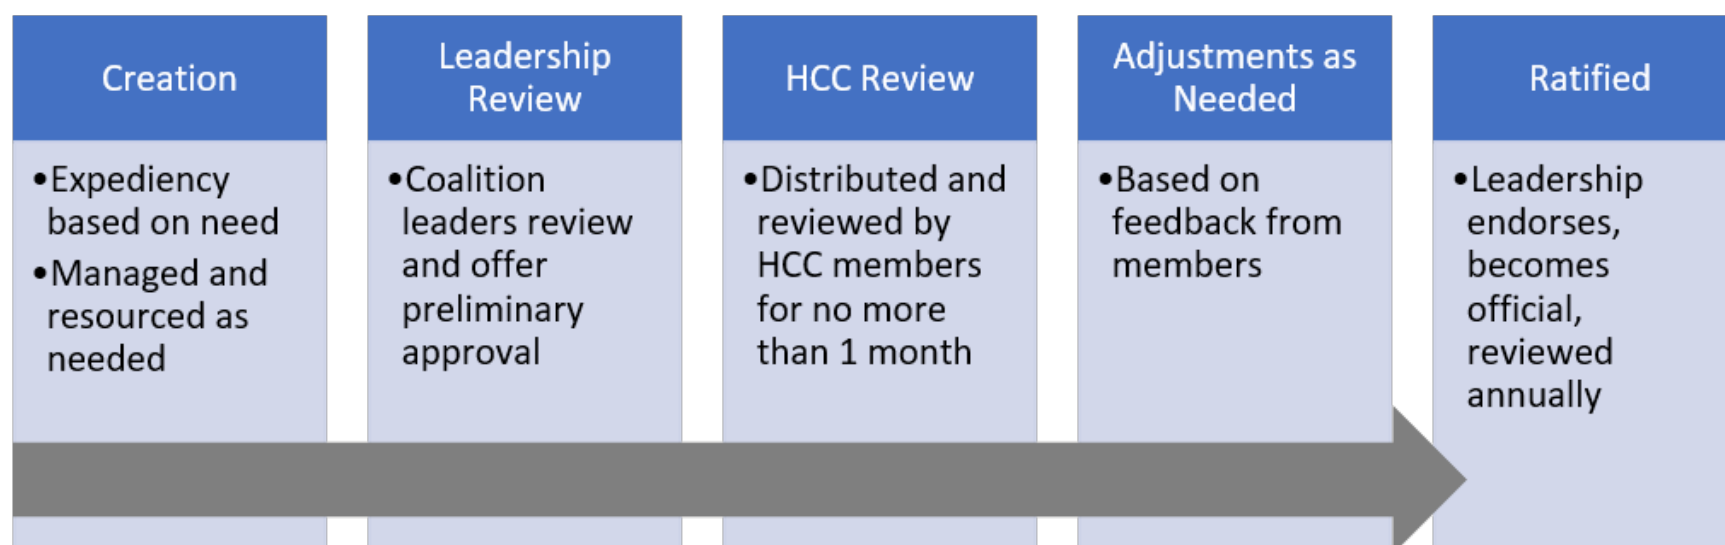 Creation
•Expediency
based on need
•Managed and
resourced as
needed
Leadership
Review
•Coalition
leaders review
and offer
preliminary
approval
HCC Review
•Distributed and
reviewed by
HCC members
for no more
than 1 month
Adjustments as
Needed
•Based on
feedback from
members
Ratified
•Leadership
endorses,
becomes
official,
reviewed
annually